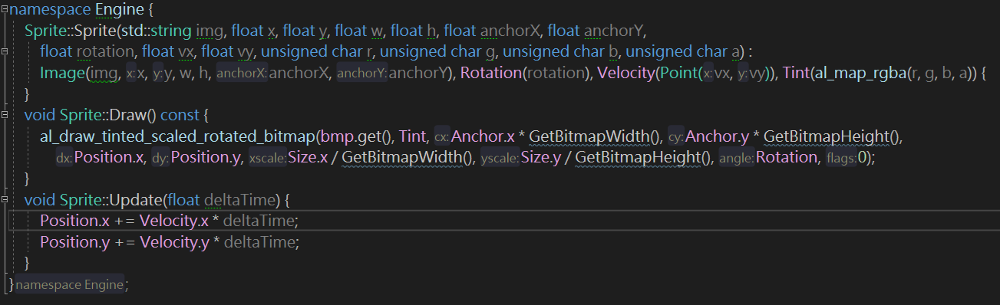 namespace Engine {
Sprite::Sprite(std::string img, float x, float y, float w, float h, float anchorX, float anchorY,
float rotation, float vx, float vy, unsigned char r, unsigned char g, unsigned char b, unsigned char a) :
Image(img, x:x, y:y, w, h, anchorX:anchorX, anchorY:anchorY), Rotation(rotation), Velocity(Point(x:vx, y:vy)), Tint(al_map_rgba(r, g, b, a)) {
}
void Sprite::Draw() const {
al_draw_tinted_scaled_rotated_bitmap(bmp.get(), Tint, cx:Anchor.x * GetBitmapWidth(), cy:Anchor.y * GetBitmapHeight(),
dx:Position.x, dy:Position.y, xscale:Size.x / GetBitmapWidth(), yscale:Size.y / GetBitmapHeight(), angle:Rotation, flags:0);
}
void Sprite::Update(float deltaTime) {
Position.x += Velocity.x * deltaTime;
Position.y += Velocity.y * deltaTime;
}
}namespace Engine;